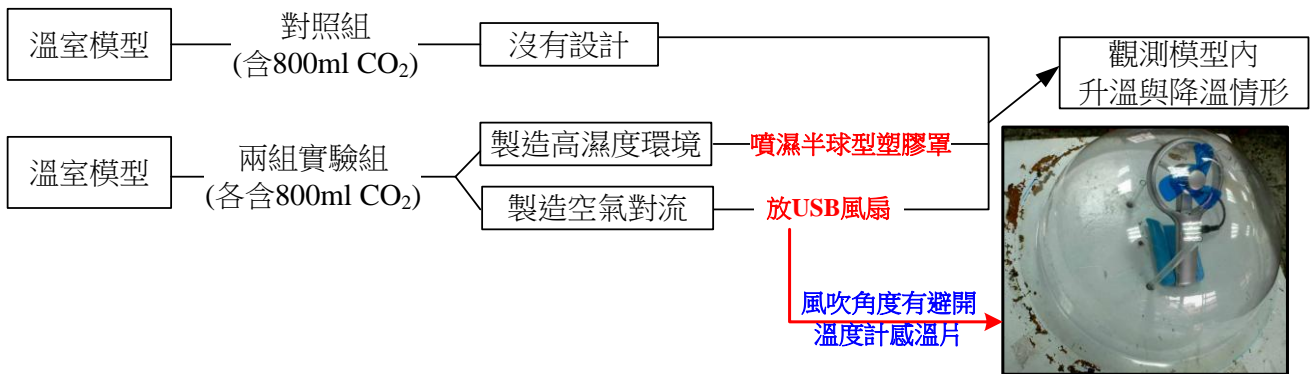 溫室模型
對照組
(含800ml CO₂)
沒有設計
觀測模型內
升溫與降溫情形
溫室模型
兩組實驗組
(各含800ml CO₂)
製造高濕度環境
噴濕半球型塑膠罩
製造空氣對流
放USB風扇
風吹角度有避開
溫度計感溫片